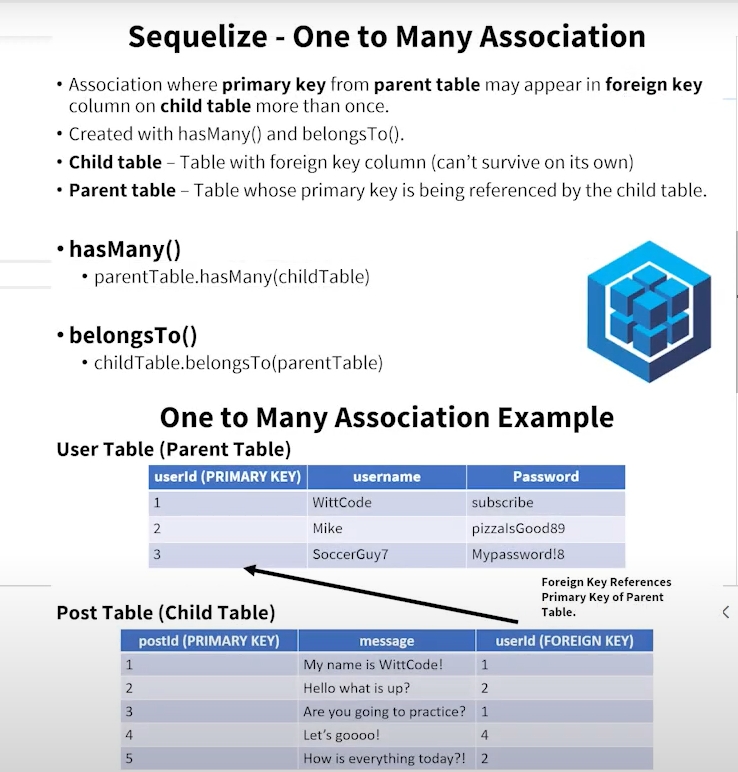 Sequelize - One to Many Association
• Association where primary key from parent table may appear in foreign key
column on child table more than once.
• Created with hasMany() and belongsTo().
• Child table – Table with foreign key column (can't survive on its own)
• Parent table – Table whose primary key is being referenced by the child table.
• hasMany()
• parentTable.hasMany(childTable)
• belongsTo()
• childTable.belongsTo(parentTable)
One to Many Association Example
User Table (Parent Table)
userId (PRIMARY KEY) username Password
1 WittCode subscribe
2 Mike pizzaIsGood89
3 SoccerGuy7 Mypassword!8
Foreign Key References
Primary Key of Parent
Table.
Post Table (Child Table)
postId (PRIMARY KEY) message userId (FOREIGN KEY)
1 My name is WittCode! 1
2 Hello what is up? 2
3 Are you going to practice? 1
4 Let's goooo! 4
5 How is everything today?! 2